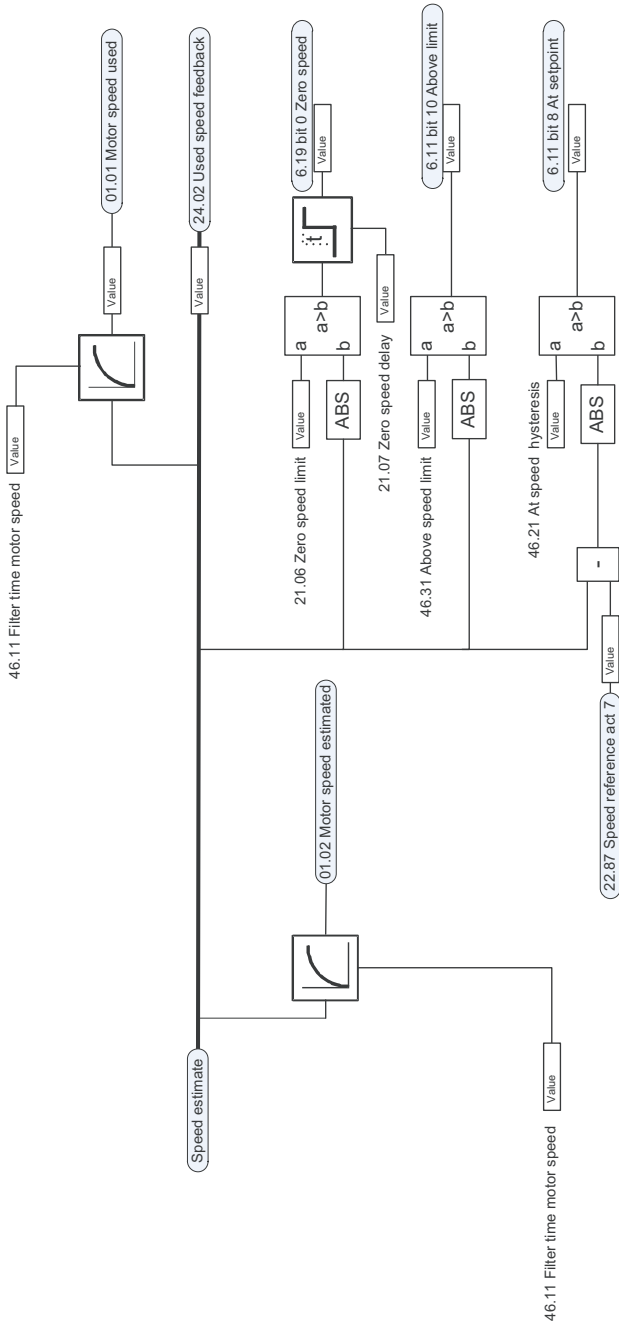 46.11 Filter time motor speed
Value
01.01 Motor speed used
Value
Speed estimate
Value
24.02 Used speed feedback
01.02 Motor speed estimated
46.11 Filter time motor speed
Value
21.06 Zero speed limit
Value
a
a>b
b
ABS
21.07 Zero speed delay
Value
t
Value
6.19 bit 0 Zero speed
46.31 Above speed limit
Value
a
a>b
b
ABS
Value
6.11 bit 10 Above limit
46.21 At speed hysteresis
Value
a
a>b
b
ABS
Value
6.11 bit 8 At setpoint
-
22.87 Speed reference act 7
Value